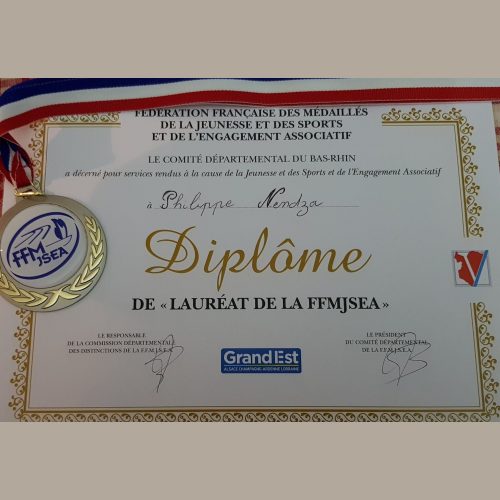 FÉDÉRATION FRANÇAISE DES MÉDAILLÉS
DE LA JEUNESSE ET DES SPORTS
ET DE L'ENGAGEMENT ASSOCIATIF
LE COMITÉ DÉPARTEMENTAL DU BAS-RHIN
a décerné pour services rendus à la cause de la Jeunesse et des Sports et de l'Engagement Associatif
à Philippe Nendza
Diplôme
DE « LAURÉAT DE LA FFMJSEA »
LE RESPONSABLE
DE LA COMMISSION DÉPARTEMENTALE
DES DISTINCTIONS DE LA F.F.M.J.S.E.A.
LE PRÉSIDENT
DU COMITÉ DÉPARTEMENTAL
DE LA F.F.M.J.S.E.A.
GrandEst
ALSACE CHAMPAGNE-ARDENNE LORRAINE
FFM
JSEA